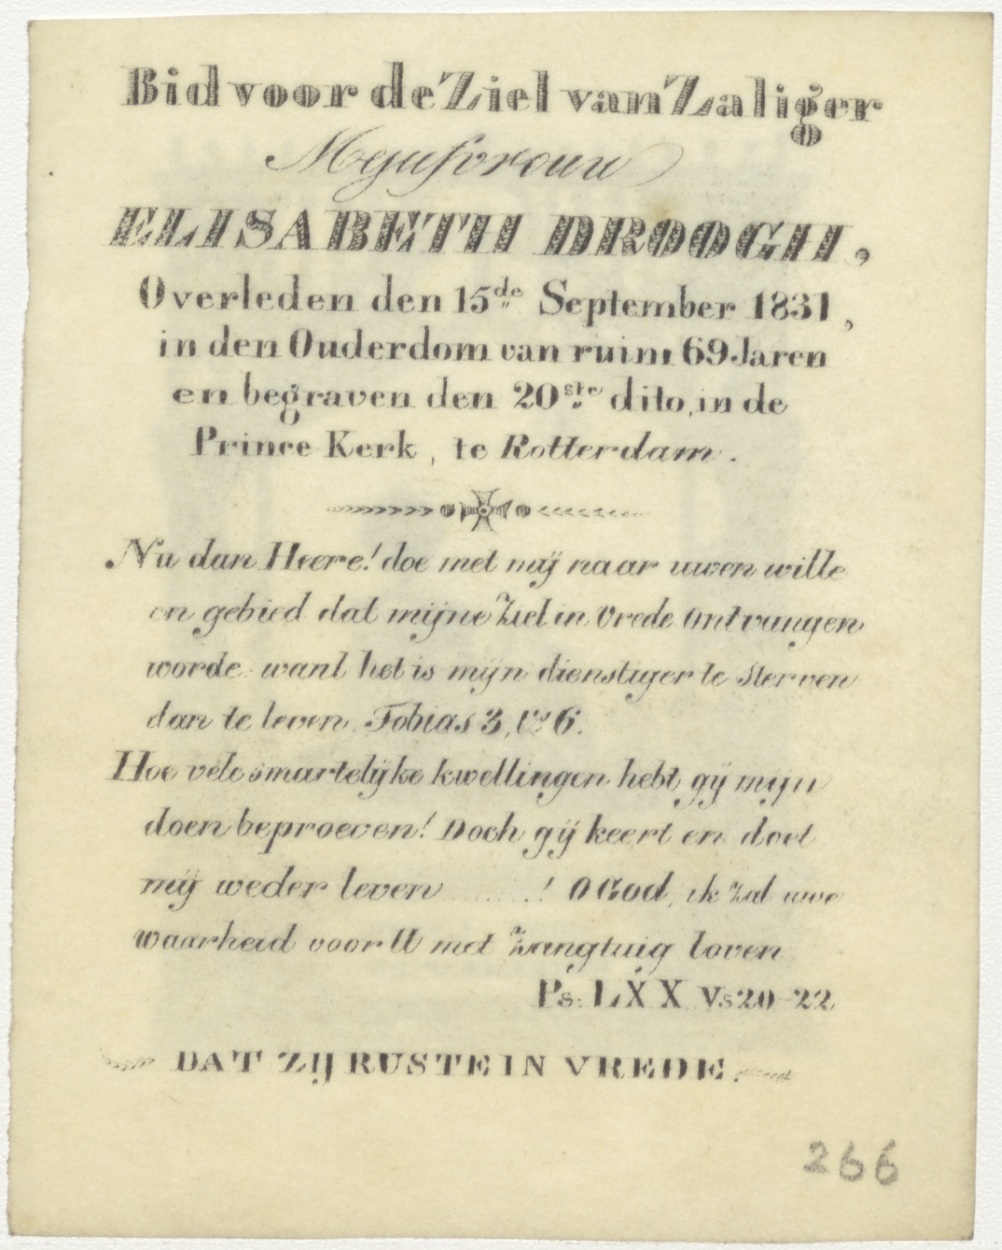 Bid voor de Ziel van Zaliger
Mejufvrouw
ELISABETH DROOGH,
Overleden den 15de September 1831,
in den Ouderdom van ruim 69 Jaren
en begraven den 20ste dito, in de
Prince Kerk, te Rotterdam.
Nu dan Heere! doe met mij naar uwen wille
en gebied dat mijne Ziel in Vrede Ontvangen
worde want het is mijn dienstiger te Sterven
dan te leven. Tobias 3, Vs 6.
Hoe vele smartelijke kwellingen hebt gij mijn
doen beproeven! Doch gij keert en doet
mij weder leven ......! O God, ik zal uwe
waarheid voor U met Zangtuig loven
Ps: LXX Vs 20-22
DAT ZIJ RUSTE IN VREDE.
266